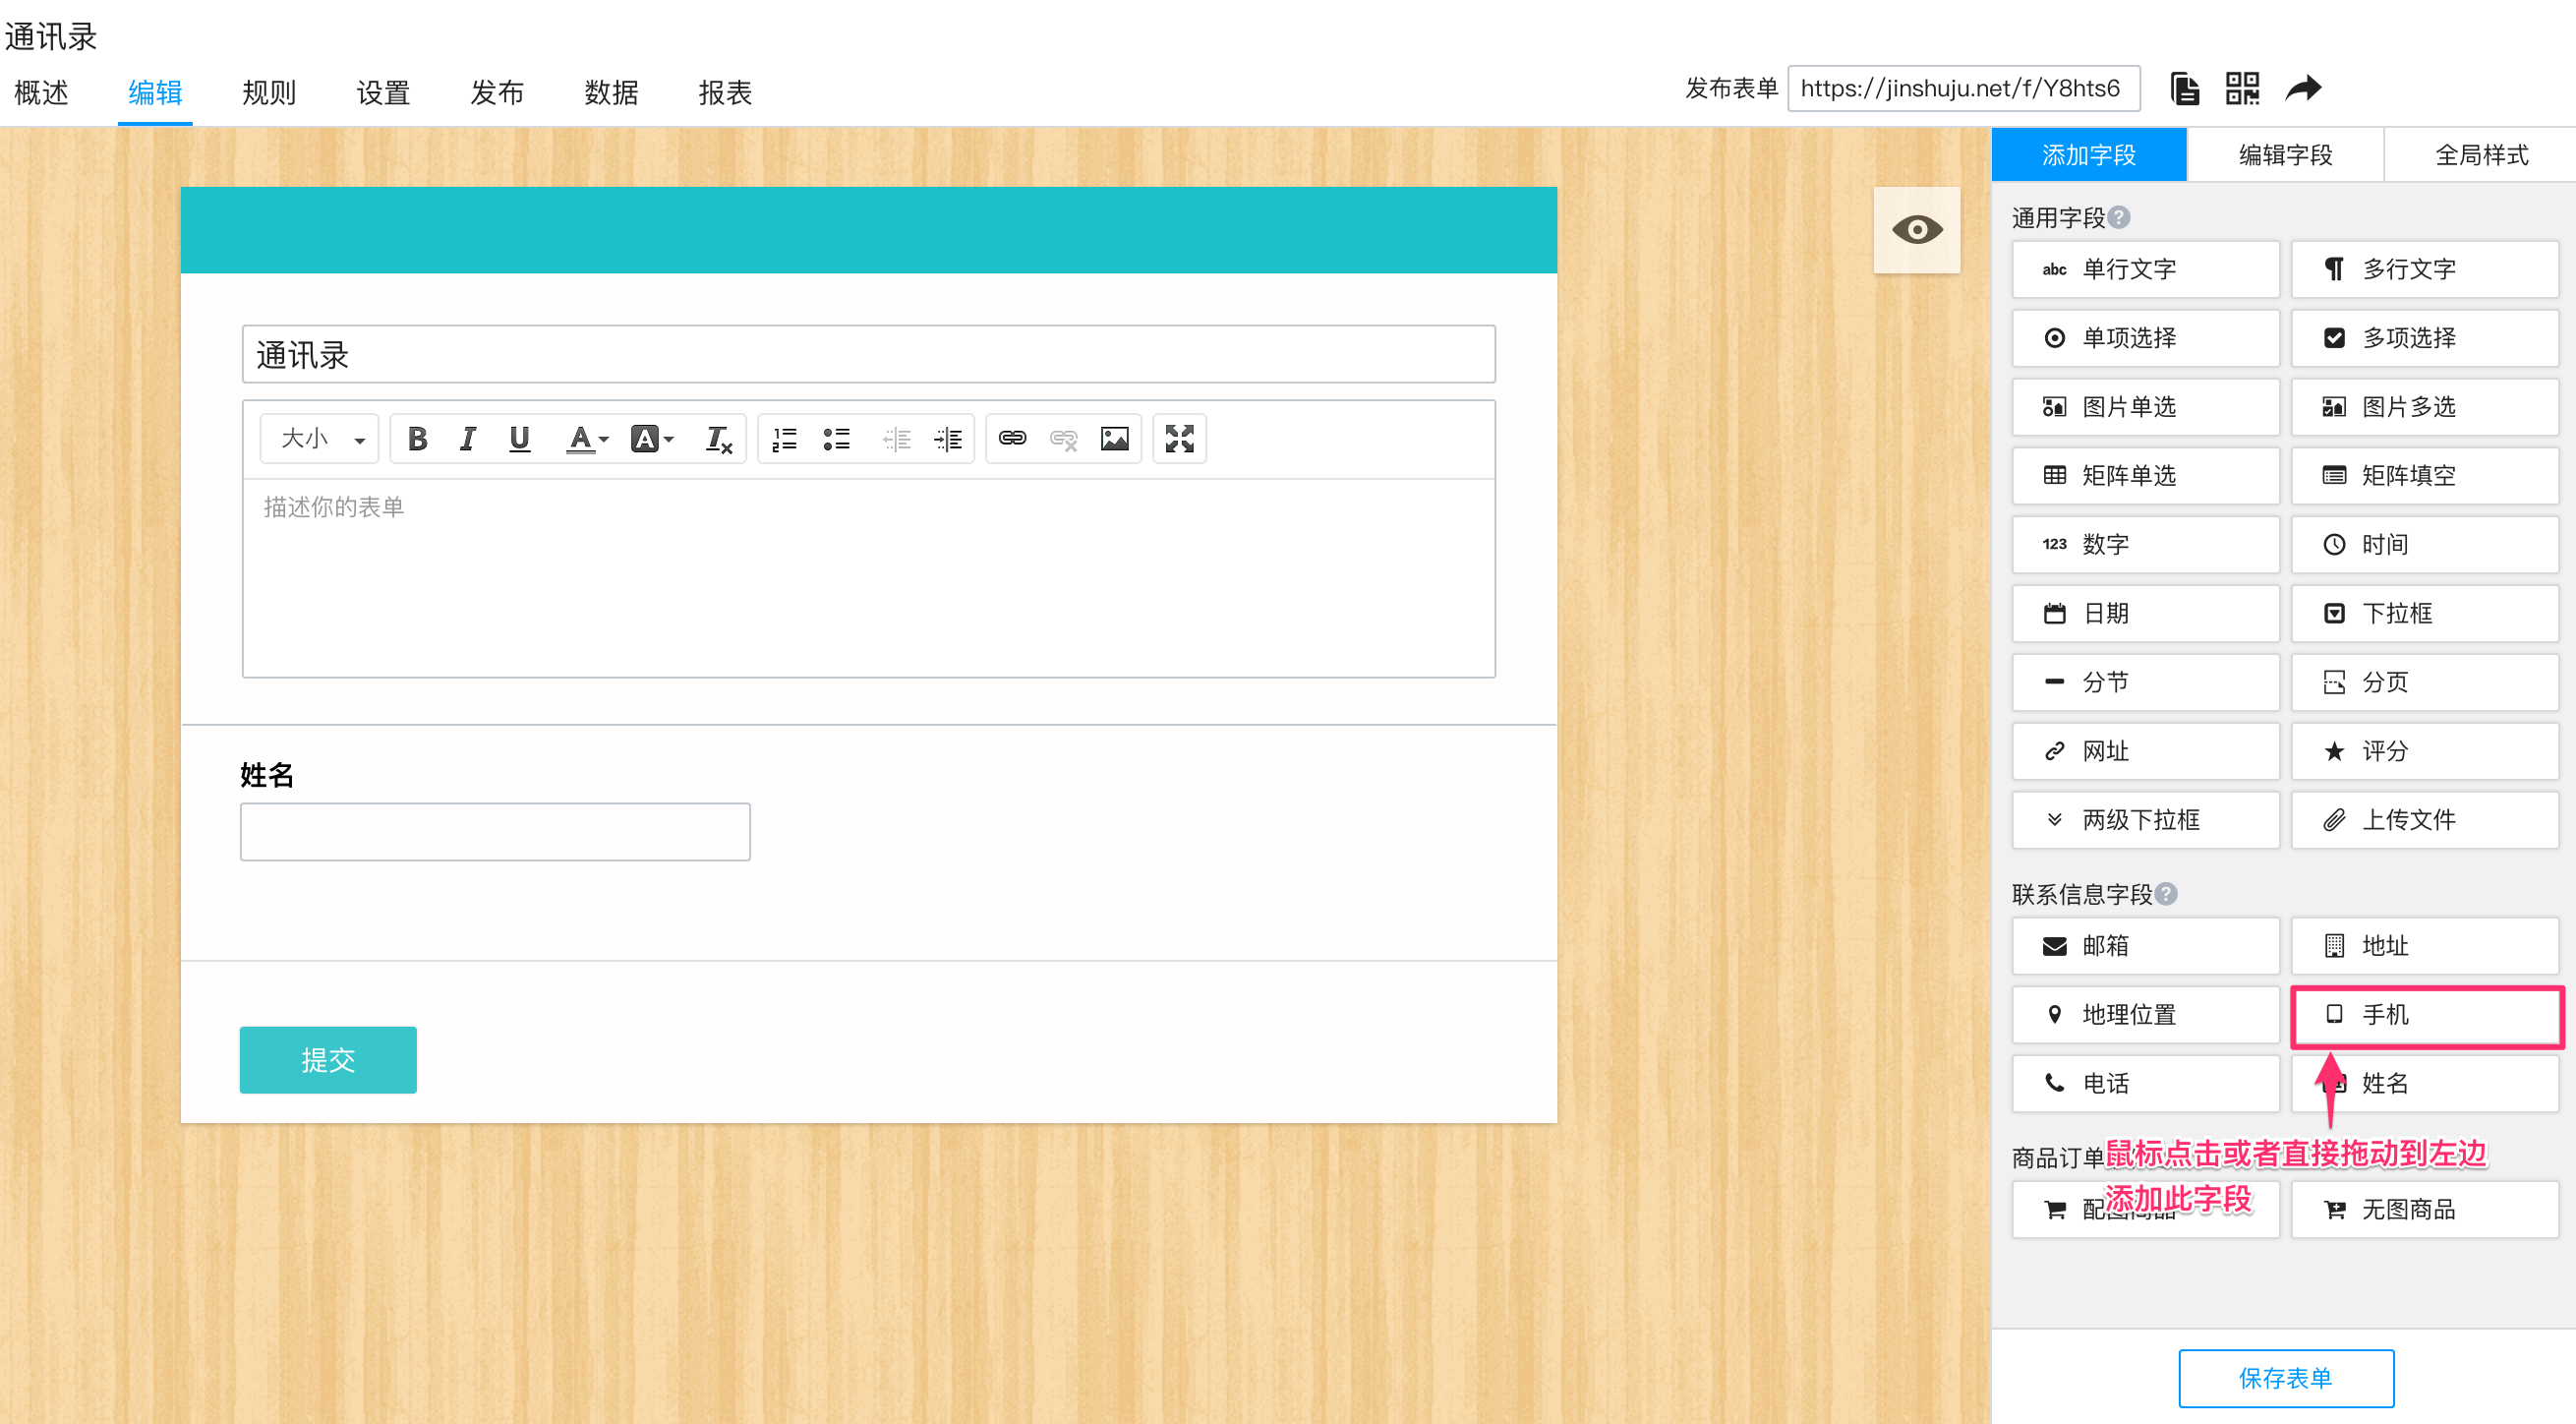 通讯录
概述 编辑 规则 设置 发布 数据 报表
发布表单 https://jinshuju.net/f/Y8hts6
添加字段 编辑字段 全局样式
通讯录
大小 B I U A A Tx
描述你的表单
姓名
提交
通用字段 ?
abc 单行文字 多行文字
单项选择 多项选择
图片单选 图片多选
矩阵单选 矩阵填空
123 数字 时间
日期 下拉框
分节 分页
网址 评分
两级下拉框 上传文件
联系信息字段 ?
邮箱 地址
地理位置 手机
电话 姓名
商品订单
鼠标点击或者直接拖动到左边
添加此字段
无图商品
保存表单